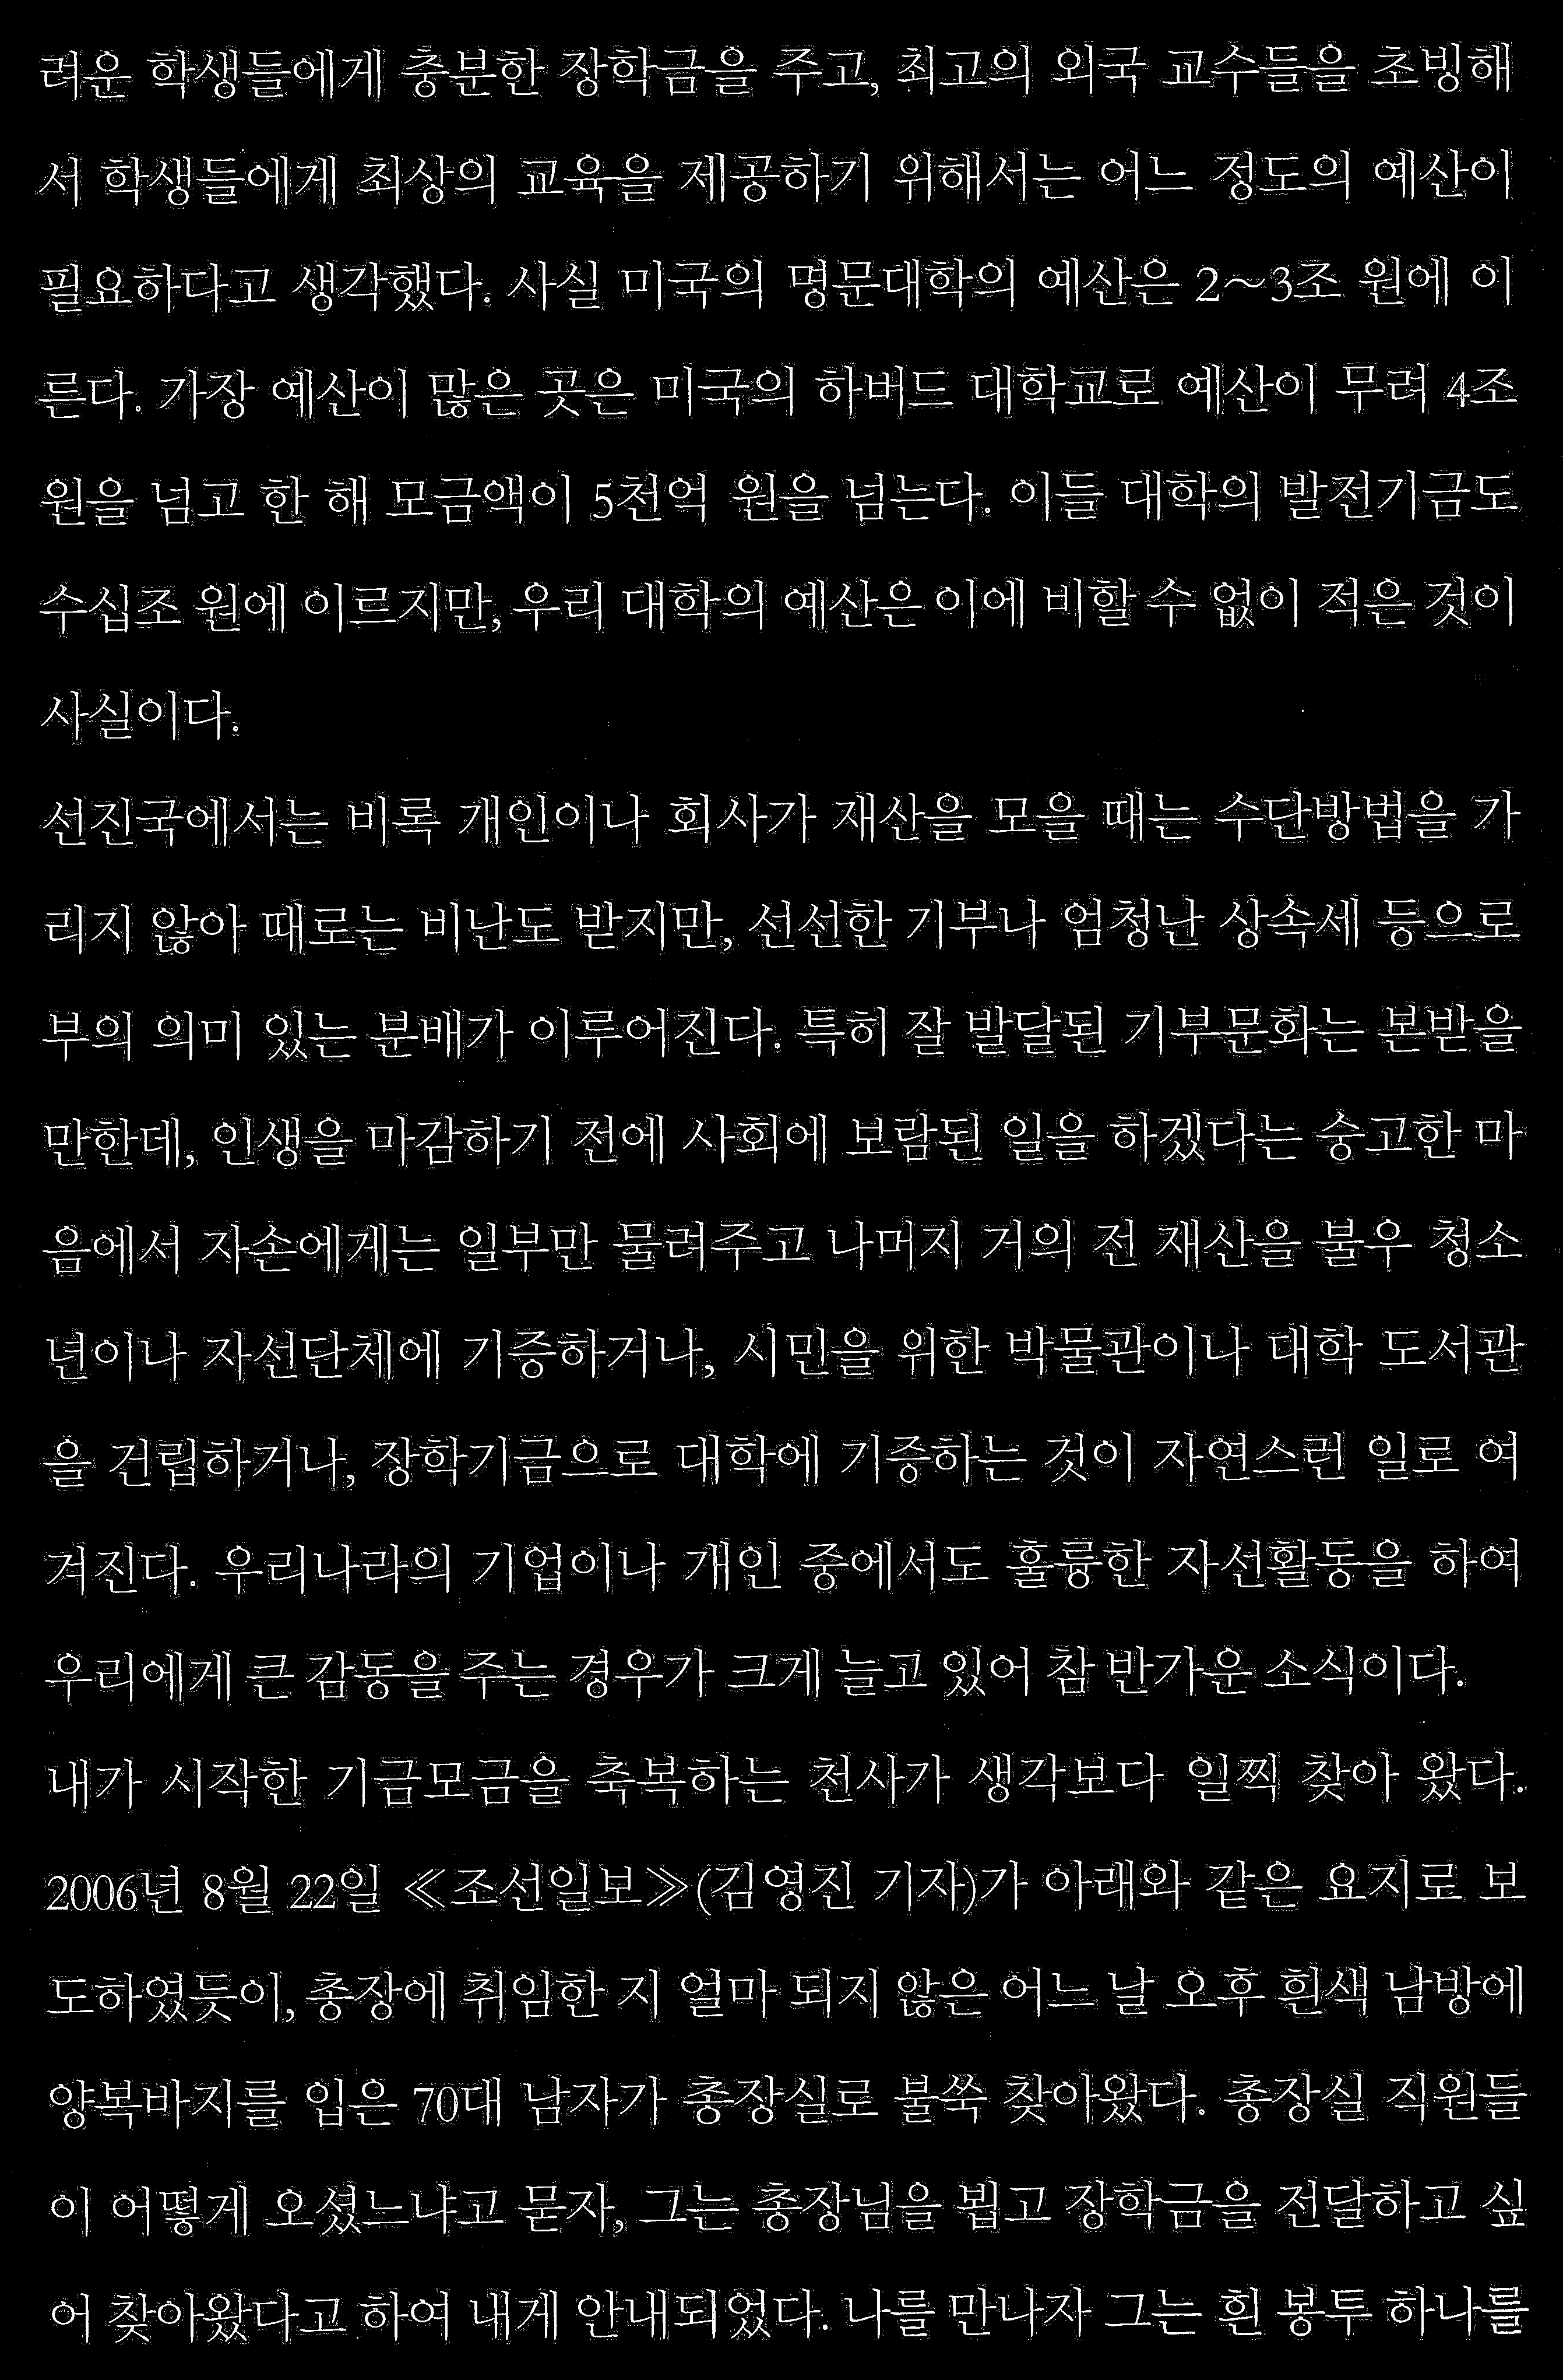 려운 학생들에게 충분한 장학금을 주고, 최고의 외국 교수들을 초빙해
서 학생들에게 최상의 교육을 제공하기 위해서는 어느 정도의 예산이
필요하다고 생각했다. 사실 미국의 명문대학의 예산은 2~3조 원에 이
른다. 가장 예산이 많은 곳은 미국의 하버드 대학교로 예산이 무려 4조
원을 넘고 한 해 모금액이 5천억 원을 넘는다. 이들 대학의 발전기금도
수십조 원에 이르지만, 우리 대학의 예산은 이에 비할 수 없이 적은 것이
사실이다.
선진국에서는 비록 개인이나 회사가 재산을 모을 때는 수단방법을 가
리지 않아 때로는 비난도 받지만, 선선한 기부나 엄청난 상속세 등으로
부의 의미 있는 분배가 이루어진다. 특히 잘 발달된 기부문화는 본받을
만한데, 인생을 마감하기 전에 사회에 보람된 일을 하겠다는 숭고한 마
음에서 자손에게는 일부만 물려주고 나머지 거의 전 재산을 불우 청소
년이나 자선단체에 기증하거나, 시민을 위한 박물관이나 대학 도서관
을 건립하거나, 장학기금으로 대학에 기증하는 것이 자연스런 일로 여
겨진다. 우리나라의 기업이나 개인 중에서도 훌륭한 자선활동을 하여
우리에게 큰 감동을 주는 경우가 크게 늘고 있어 참 반가운 소식이다.
내가 시작한 기금모금을 축복하는 천사가 생각보다 일찍 찾아 왔다.
2006년 8월 22일 ≪조선일보≫(김영진 기자)가 아래와 같은 요지로 보
도하였듯이, 총장에 취임한 지 얼마 되지 않은 어느 날 오후 흰색 남방에
양복바지를 입은 70대 남자가 총장실로 불쑥 찾아왔다. 총장실 직원들
이 어떻게 오셨느냐고 묻자, 그는 총장님을 뵙고 장학금을 전달하고 싶
어 찾아왔다고 하여 내게 안내되었다. 나를 만나자 그는 흰 봉투 하나를